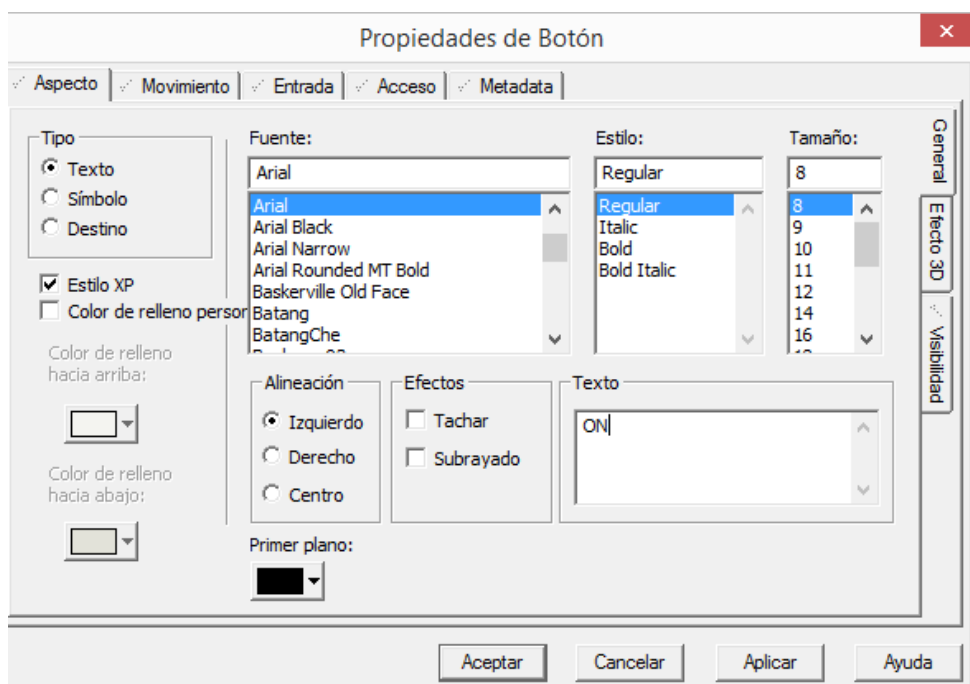 Propiedades de Botón
Aspecto
Movimiento
Entrada
Acceso
Metadata
Tipo
Texto
Símbolo
Destino
Estilo XP
Color de relleno persor
Color de relleno
hacia arriba:
Color de relleno
hacia abajo:
Fuente:
Arial
Arial
Arial Black
Arial Narrow
Arial Rounded MT Bold
Baskerville Old Face
Batang
BatangChe
Estilo:
Regular
Regular
Italic
Bold
Bold Italic
Tamaño:
8
8
9
10
11
12
14
16
Alineación
Izquierdo
Derecho
Centro
Efectos
Tachar
Subrayado
Texto
ON
Primer plano:
General
Efecto 3D
Visibilidad
Aceptar
Cancelar
Aplicar
Ayuda